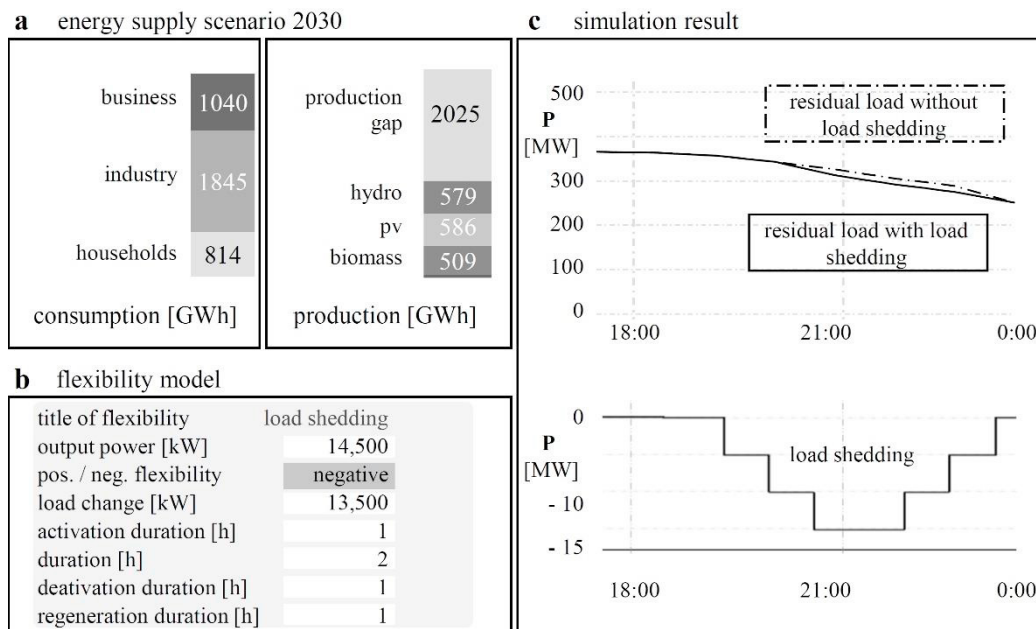 a energy supply scenario 2030
business 1040
industry 1845
households 814
consumption [GWh]
production
gap
2025
hydro 579
pv 586
biomass 509
production [GWh]
b flexibility model
title of flexibility load shedding
output power [kW] 14,500
pos. / neg. flexibility negative
load change [kW] 13,500
activation duration [h] 1
duration [h] 2
deativation duration [h] 1
regeneration duration [h] 1
c simulation result
500
P
[MW]
300
200
100
0
residual load without
load shedding
residual load with load
shedding
18:00 21:00 0:00
0
P
[MW]
- 10
- 15
load shedding
18:00 21:00 0:00